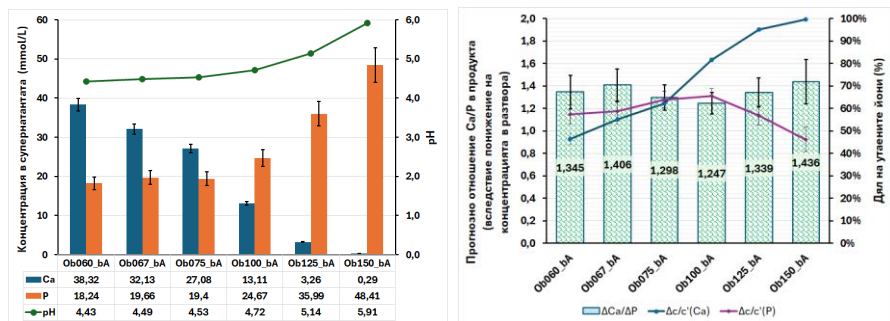 Концентрация в супернатантата (mmol/L)
60
50
40
30
20
10
0
6,0
5,0
4,0
3,0
2,0
1,0
0,0
pH
Ob060_bA Ob067_bA Ob075_bA Ob100_bA Ob125_bA Ob150_bA
Ca 38,32 32,13 27,08 13,11 3,26 0,29
P 18,24 19,66 19,4 24,67 35,99 48,41
pH 4,43 4,49 4,53 4,72 5,14 5,91
Прогнозно отношение Ca/P в продукта
(вследствие понижение на
концентрацията в разтвора)
2,0
1,8
1,6
1,4
1,2
1,0
0,8
0,6
0,4
0,2
0,0
1,345 1,406 1,298 1,247 1,339 1,436
100%
90%
80%
70%
60%
50%
40%
30%
20%
10%
0%
Дял на утаените йони (%)
Ob060_bA Ob067_bA Ob075_bA Ob100_bA Ob125_bA Ob150_bA
ΔCa/ΔP Δc/c'(Ca) Δc/c'(P)